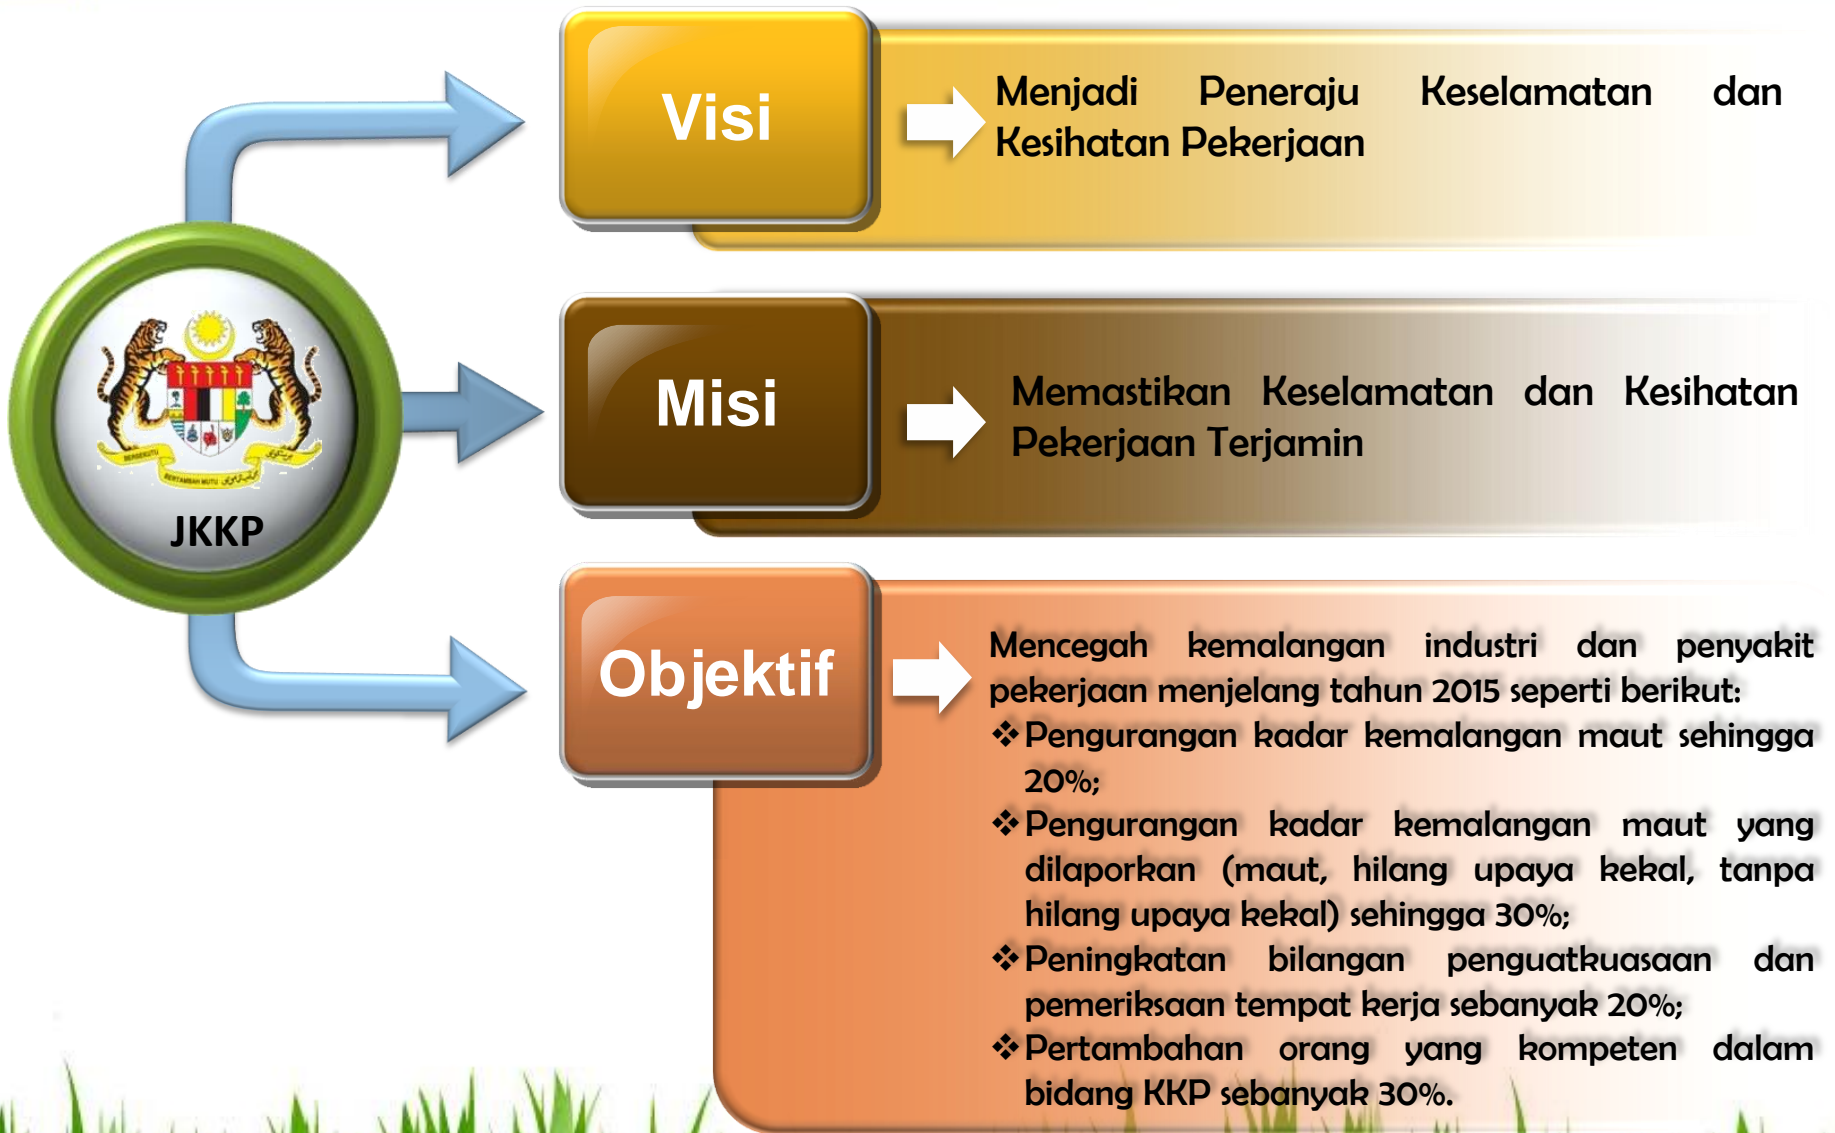 Visi
Menjadi Peneraju Keselamatan dan
Kesihatan Pekerjaan
BERSEKUTU
BERTAMBAH MUTU
JKKP
Misi
Memastikan Keselamatan dan Kesihatan
Pekerjaan Terjamin
Objektif
Mencegah kemalangan industri dan penyakit
pekerjaan menjelang tahun 2015 seperti berikut:
❖Pengurangan kadar kemalangan maut sehingga
20%;
❖Pengurangan kadar kemalangan maut yang
dilaporkan (maut, hilang upaya kekal, tanpa
hilang upaya kekal) sehingga 30%;
❖Peningkatan bilangan penguatkuasaan dan
pemeriksaan tempat kerja sebanyak 20%;
❖Pertambahan orang yang kompeten dalam
bidang KKP sebanyak 30%.